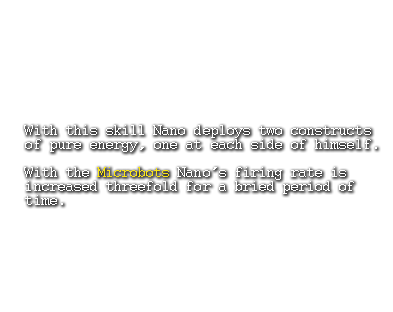 With this skill Nano deploys two constructs
of pure energy, one at each side of himself.
With the Microbots Nano's firing rate is
increased threefold for a bried period of
time.